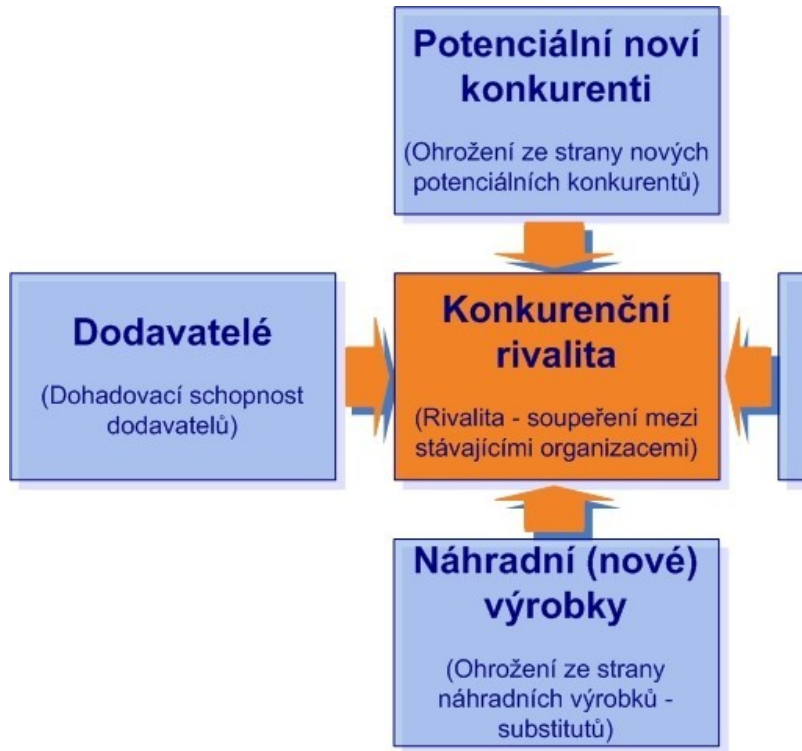 Potenciální noví
konkurenti
(Ohrožení ze strany nových
potenciálních konkurentů)
Dodavatelé
(Dohadovací schopnost
dodavatelů)
Konkurenční
rivalita
(Rivalita - soupeření mezi
stávajícími organizacemi)
Náhradní (nové)
výrobky
(Ohrožení ze strany
náhradních výrobků -
substitutů)